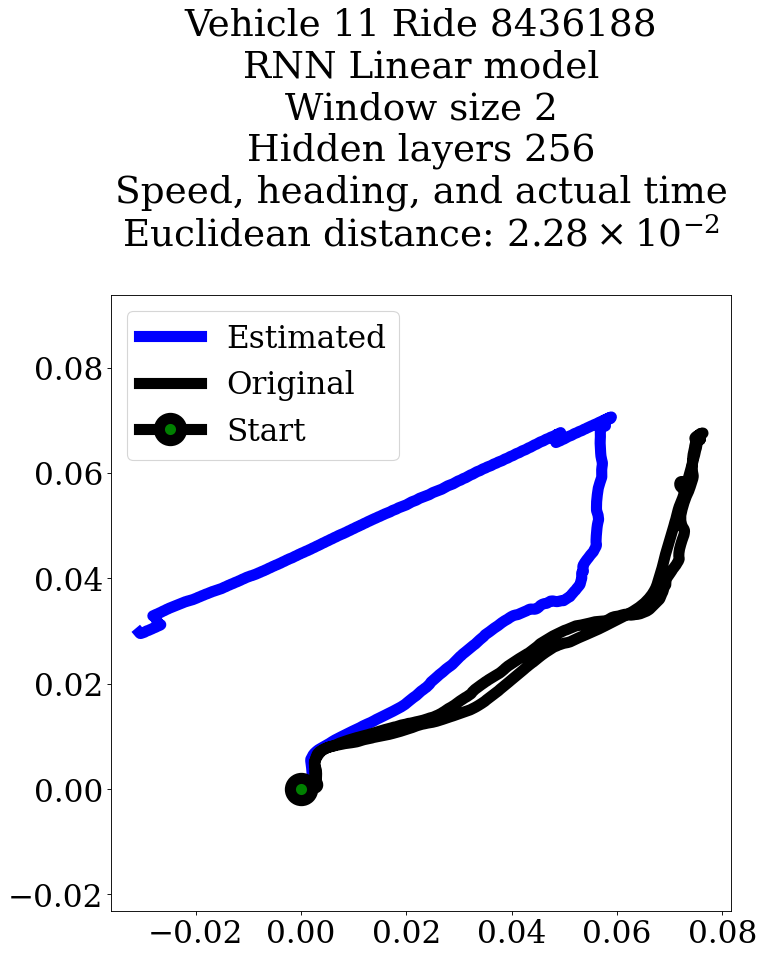 Vehicle 11 Ride 8436188
RNN Linear model
Window size 2
Hidden layers 256
Speed, heading, and actual time
Euclidean distance: 2.28 × 10⁻²
Estimated
Original
Start
0.08
0.06
0.04
0.02
0.00
−0.02
−0.02 0.00 0.02 0.04 0.06 0.08